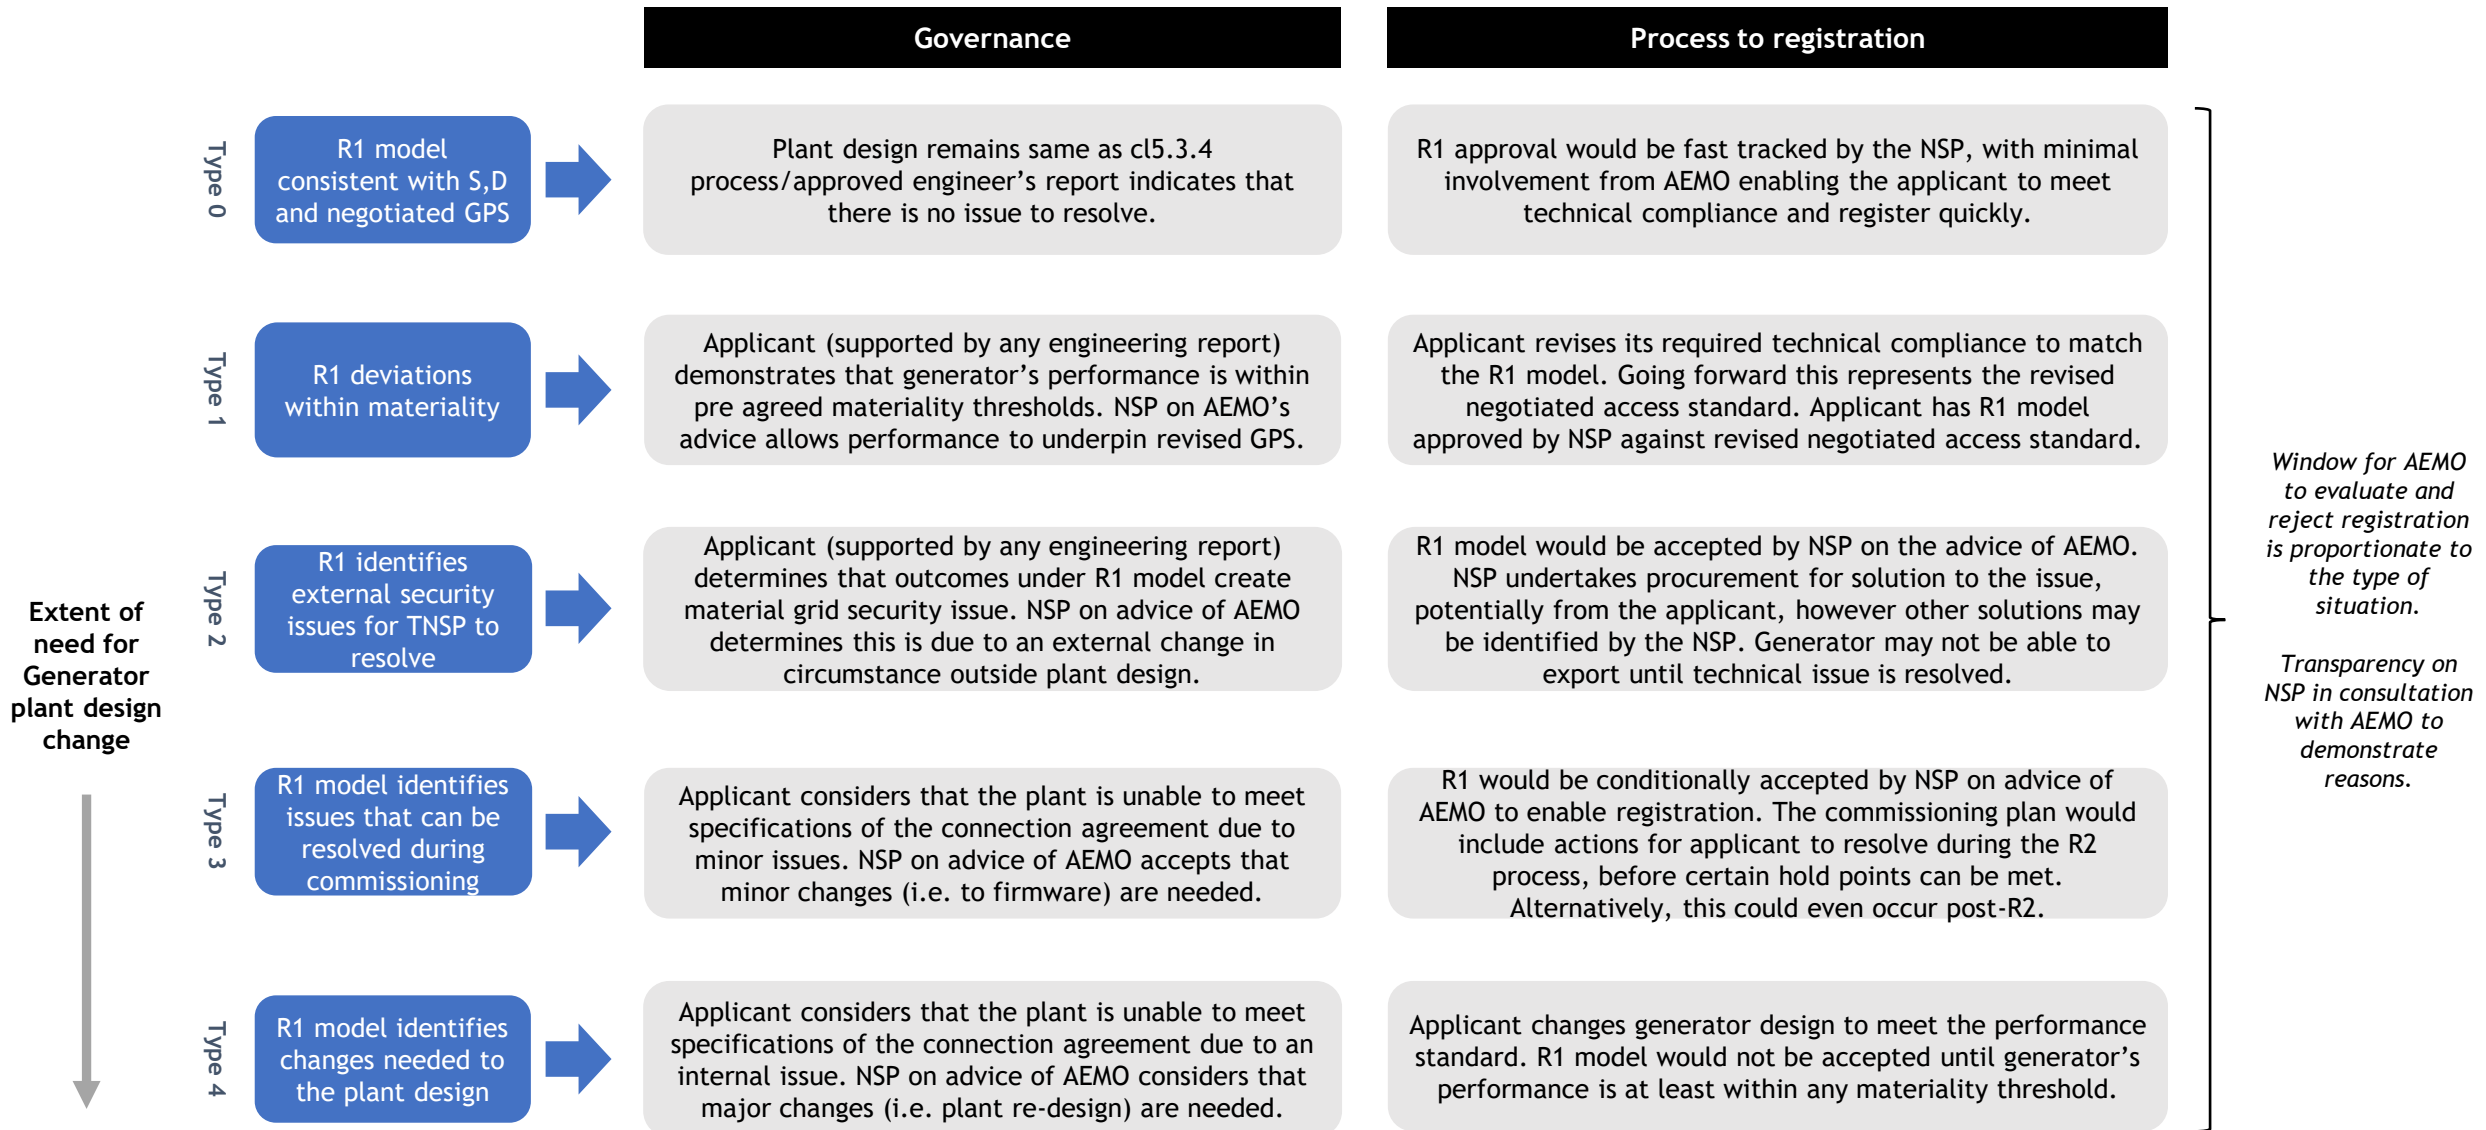 Governance
Process to registration
Type 0
R1 model
consistent with S,D
and negotiated GPS
Plant design remains same as cl5.3.4
process/approved engineer's report indicates that
there is no issue to resolve.
R1 approval would be fast tracked by the NSP, with minimal
involvement from AEMO enabling the applicant to meet
technical compliance and register quickly.
Type 1
R1 deviations
within materiality
Applicant (supported by any engineering report)
demonstrates that generator's performance is within
pre agreed materiality thresholds. NSP on AEMO's
advice allows performance to underpin revised GPS.
Applicant revises its required technical compliance to match
the R1 model. Going forward this represents the revised
negotiated access standard. Applicant has R1 model
approved by NSP against revised negotiated access standard.
Type 2
R1 identifies
external security
issues for TNSP to
resolve
Applicant (supported by any engineering report)
determines that outcomes under R1 model create
material grid security issue. NSP on advice of AEMO
determines this is due to an external change in
circumstance outside plant design.
R1 model would be accepted by NSP on the advice of AEMO.
NSP undertakes procurement for solution to the issue,
potentially from the applicant, however other solutions may
be identified by the NSP. Generator may not be able to
export until technical issue is resolved.
Type 3
R1 model identifies
issues that can be
resolved during
commissioning
Applicant considers that the plant is unable to meet
specifications of the connection agreement due to
minor issues. NSP on advice of AEMO accepts that
minor changes (i.e. to firmware) are needed.
R1 would be conditionally accepted by NSP on advice of
AEMO to enable registration. The commissioning plan would
include actions for applicant to resolve during the R2
process, before certain hold points can be met.
Alternatively, this could even occur post-R2.
Type 4
R1 model identifies
changes needed to
the plant design
Applicant considers that the plant is unable to meet
specifications of the connection agreement due to an
internal issue. NSP on advice of AEMO considers that
major changes (i.e. plant re-design) are needed.
Applicant changes generator design to meet the performance
standard. R1 model would not be accepted until generator's
performance is at least within any materiality threshold.
Extent of
need for
Generator
plant design
change
Window for AEMO
to evaluate and
reject registration
is proportionate to
the type of
situation.
Transparency on
NSP in consultation
with AEMO to
demonstrate
reasons.